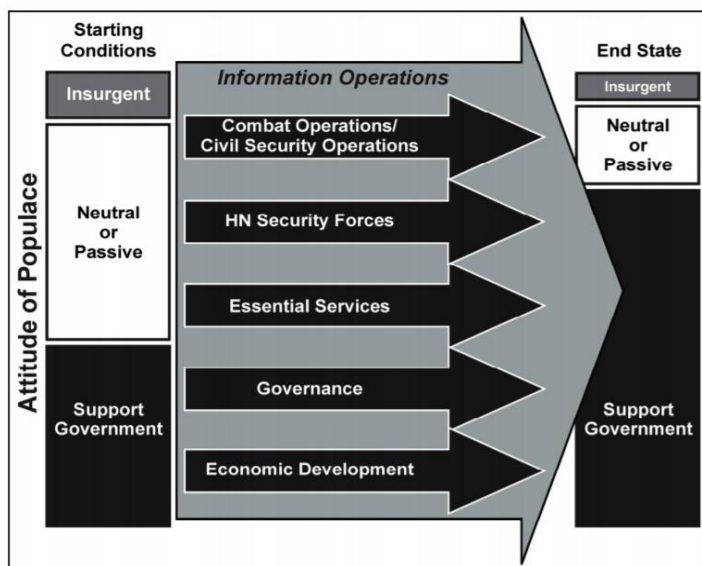 Starting
Conditions
Insurgent
Neutral
or
Passive
Support
Government
Attitude of Populace
Information Operations
Combat Operations/
Civil Security Operations
HN Security Forces
Essential Services
Governance
Economic Development
End State
Insurgent
Neutral
or
Passive
Support
Government